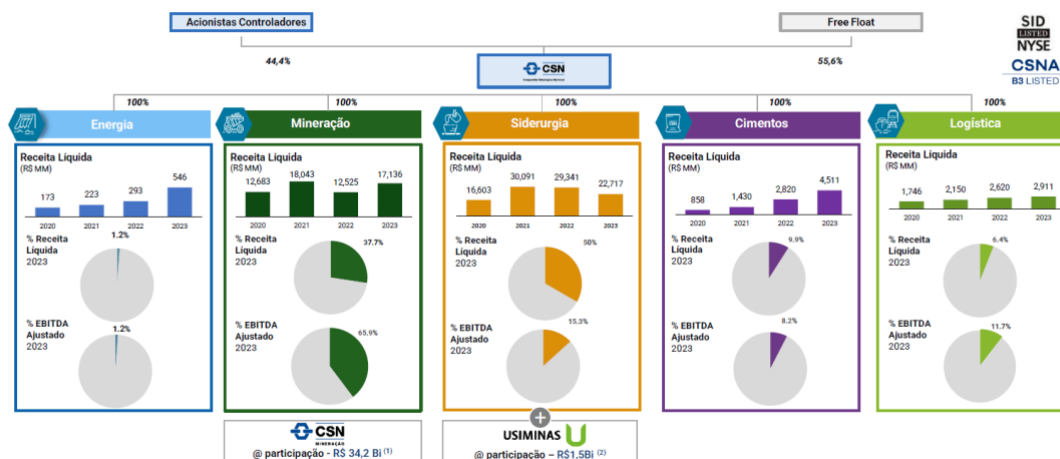 Acionistas Controladores
Free Float
SID
LISTED
NYSE
CSNA
B3 LISTED
44,4%
55,6%
CSN
100%
100%
100%
100%
100%
Energia
Receita Líquida
(R$ MM)
173
223
293
546
2020
2021
2022
2023
% Receita
Líquida
2023
1.2%
% EBITDA
Ajustado
2023
1.2%
Mineração
Receita Líquida
(R$ MM)
12,683
18,043
12,525
17,136
2020
2021
2022
2023
% Receita
Líquida
2023
37.7%
% EBITDA
Ajustado
2023
65.9%
CSN
MINERAÇÃO
@ participação - R$ 34,2 Bi (1)
Siderurgia
Receita Líquida
(R$ MM)
16,603
30,091
29,341
22,717
2020
2021
2022
2023
% Receita
Líquida
2023
50%
% EBITDA
Ajustado
2023
15.3%
+
USIMINAS U
@ participação – R$1,5Bi (2)
Cimentos
Receita Líquida
(R$ MM)
858
1,430
2,820
4,511
2020
2021
2022
2023
% Receita
Líquida
2023
9.9%
% EBITDA
Ajustado
2023
8.2%
Logística
Receita Líquida
(R$ MM)
1,746
2,150
2,620
2,911
2020
2021
2022
2023
% Receita
Líquida
2023
6.4%
% EBITDA
Ajustado
2023
11.7%